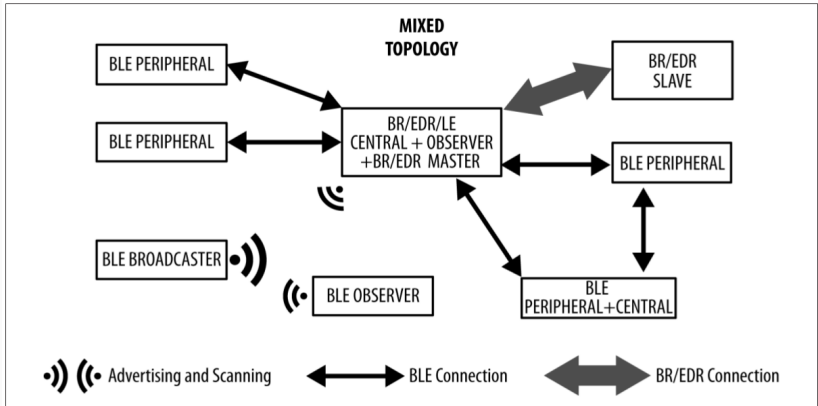 MIXED
TOPOLOGY
BLE PERIPHERAL
BR/EDR
SLAVE
BLE PERIPHERAL
BR/EDR/LE
CENTRAL + OBSERVER
+BR/EDR MASTER
BLE PERIPHERAL
BLE BROADCASTER
BLE OBSERVER
BLE
PERIPHERAL+CENTRAL
Advertising and Scanning
BLE Connection
BR/EDR Connection